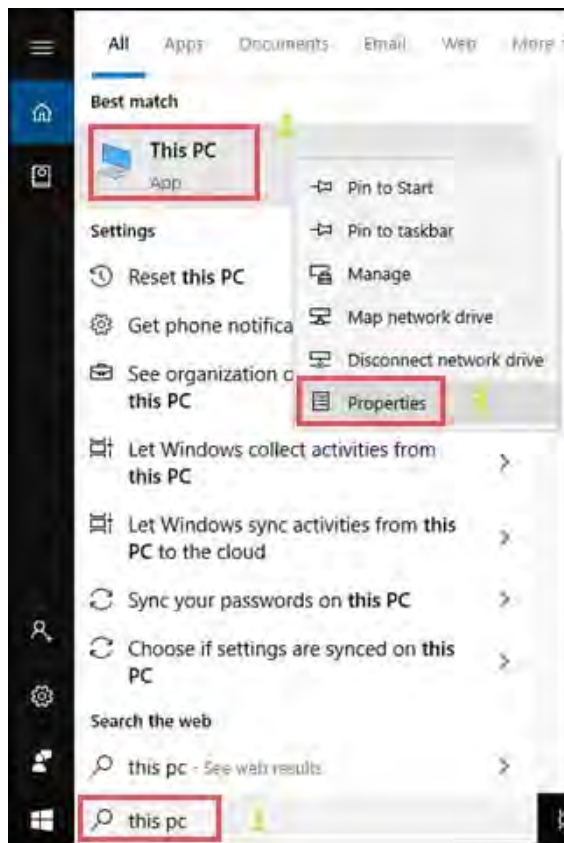 All Apps Documents Email Web More
Best match
This PC
App
Pin to Start
Pin to taskbar
Manage
Map network drive
Disconnect network drive
Properties
Settings
Reset this PC
Get phone notifica
See organization
this PC
Let Windows collect activities from
this PC
Let Windows sync activities from this
PC to the cloud
Sync your passwords on this PC
Choose if settings are synced on this
PC
Search the web
this pc - See web results
this pc